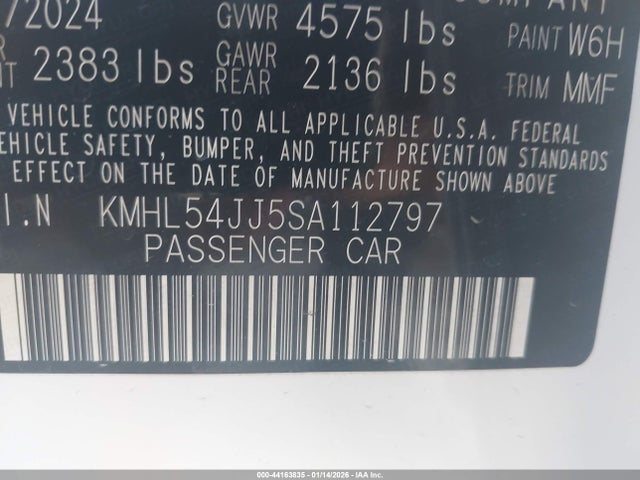 /2024 GVWR 4575 lbs COMPANY
2383 lbs GAWR REAR 2136 lbs PAINT W6H
TRIM MMF
VEHICLE CONFORMS TO ALL APPLICABLE U.S.A. FEDERAL
VEHICLE SAFETY, BUMPER, AND THEFT PREVENTION STANDARDS
EFFECT ON THE DATE OF MANUFACTURE SHOWN ABOVE
I.N KMHL54JJ5SA112797
PASSENGER CAR
000-44163835 - 01/14/2026 - IAA Inc.